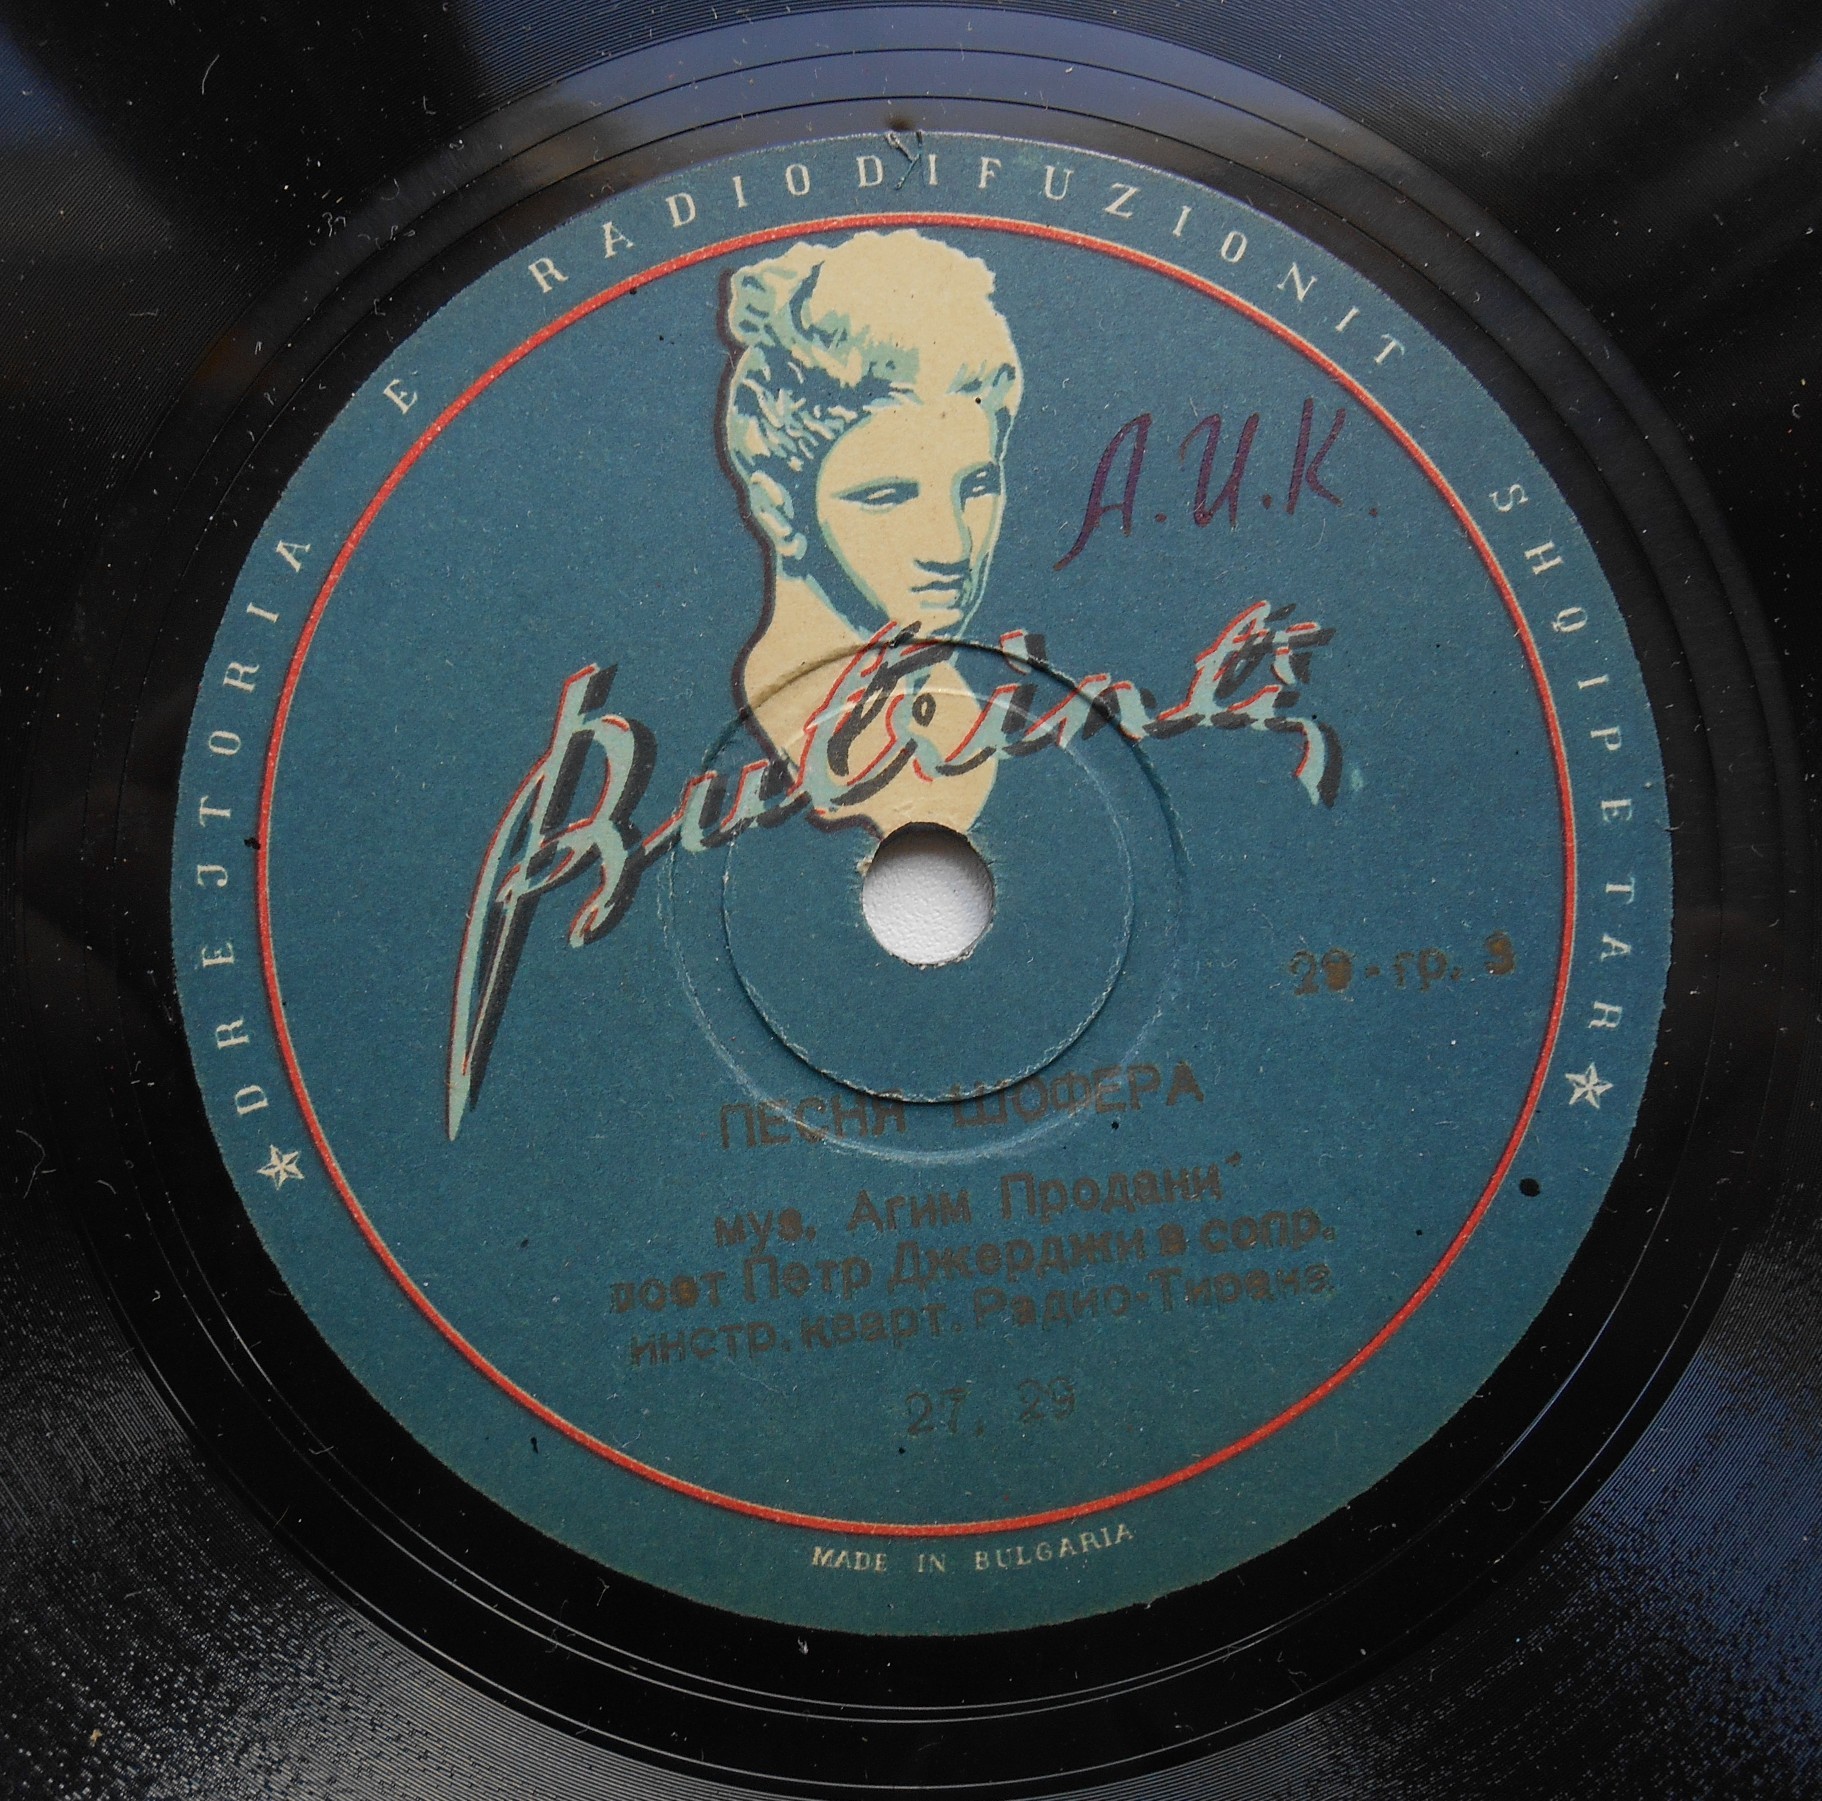 DREJTORIA E RADIODIFUZIONIT SHQIPETAR
А.И.К.
Butinti
29-гр. 3
ПЕСНЯ ШОФЕРА
муз. Агим Продани
поет Петр Джерджи в сопр.
инстр. кварт. Радио-Тирана
27. 29
MADE IN BULGARIA